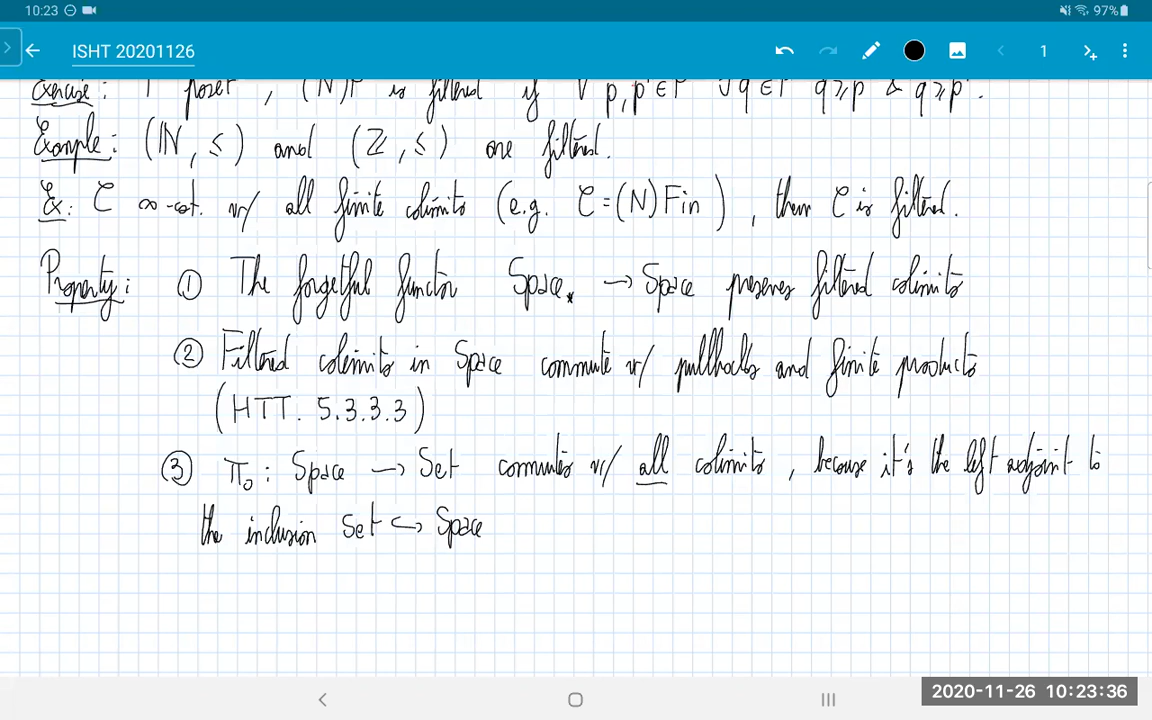 10:23
97%
ISHT 20201126
1
Exercise: P poset, (N)P is filtered if ∀ p, p' ∈ P ∃ q ∈ P q ≥ p & q ≥ p'.
Example: (ℕ, ≤) and (ℤ, ≤) are filtered.
Ex: C ∞-cat. w/ all finite colimits (e.g. C = (N)Fin), then C is filtered.
Property: ① The forgetful functor Space_* → Space preserves filtered colimits
② Filtered colimits in Space commute w/ pullbacks and finite products
(HTT. 5.3.3.3)
③ π₀ : Space → Set commutes w/ all colimits, because it's the left adjoint to
the inclusion Set ↪ Space
2020-11-26 10:23:36